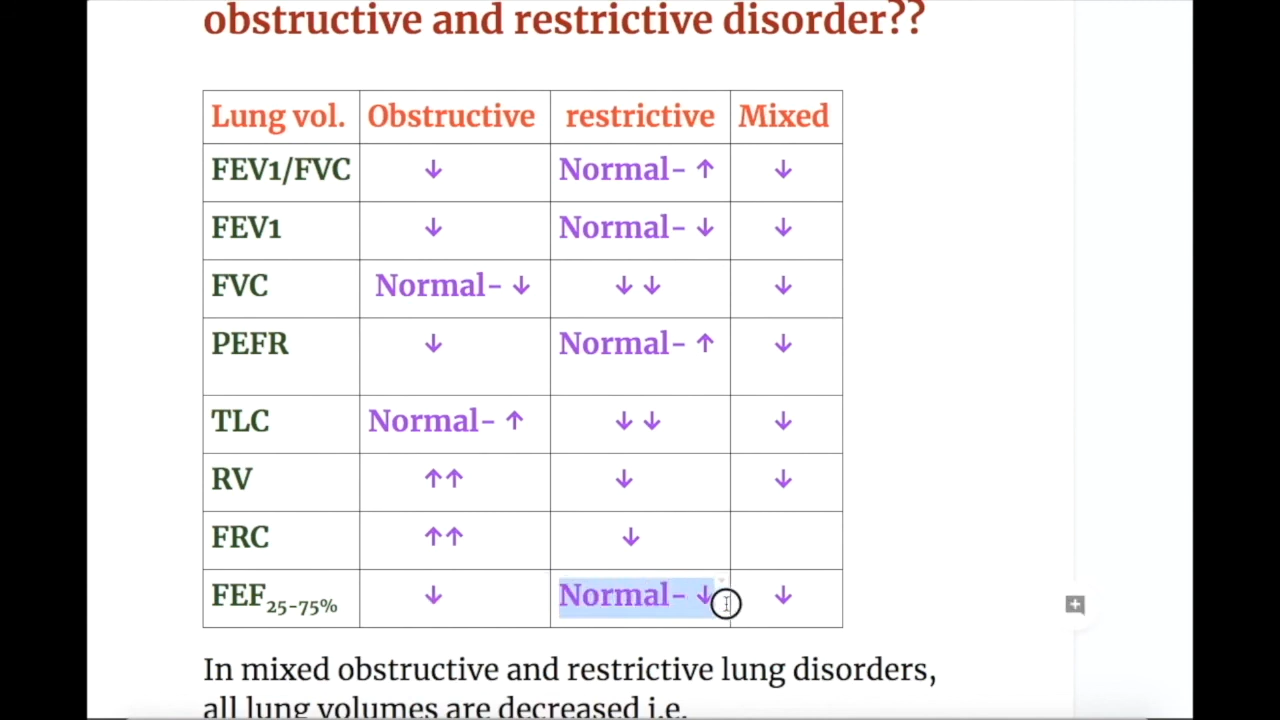 obstructive and restrictive disorder??
Lung vol. Obstructive restrictive Mixed
FEV1/FVC ↓ Normal- ↑ ↓
FEV1 ↓ Normal- ↓ ↓
FVC Normal- ↓ ↓ ↓ ↓
PEFR ↓ Normal- ↑ ↓
TLC Normal- ↑ ↓ ↓ ↓
RV ↑↑ ↓ ↓
FRC ↑↑ ↓
FEF25-75% ↓ Normal- ↓ ↓
In mixed obstructive and restrictive lung disorders,
all lung volumes are decreased i.e.